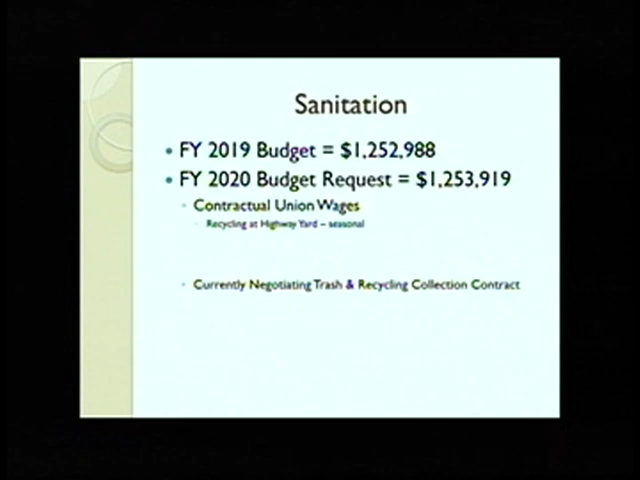 Sanitation
FY 2019 Budget = $1,252,988
FY 2020 Budget Request = $1,253,919
Contractual Union Wages
Recycling at Highway Yard – seasonal
Currently Negotiating Trash & Recycling Collection Contract